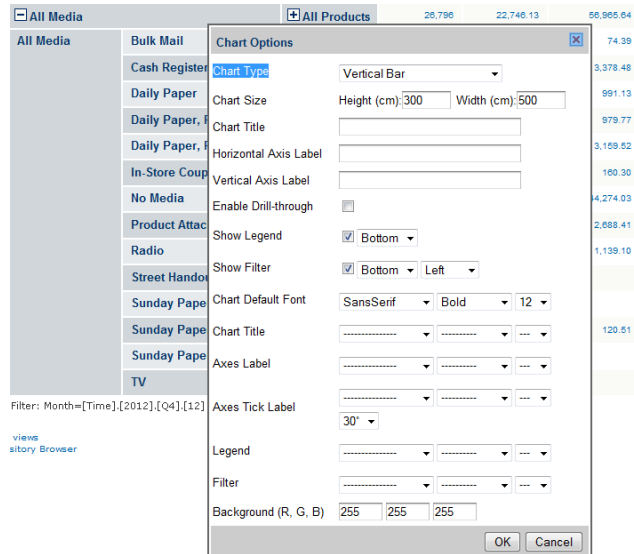 All Media All Products 26,796 22,746.13 56,965.64
All Media Bulk Mail 74.39
Chart Options
Cash Register 3,378.48
Chart Type Vertical Bar
Daily Paper 991.13
Chart Size Height (cm): 300 Width (cm): 500
Daily Paper, 979.77
Chart Title
Daily Paper, 3,159.52
Horizontal Axis Label
In-Store Coup 160.30
Vertical Axis Label
No Media 4,274.03
Enable Drill-through
Product Attac 2,688.41
Show Legend Bottom
Radio 1,139.10
Show Filter Bottom Left
Street Handou
Chart Default Font SansSerif Bold 12
Sunday Pape
Chart Title --------------- ---------- ---
Sunday Pape 120.51
Axes Label --------------- ---------- ---
Sunday Pape
TV
Axes Tick Label --------------- ---------- ---
30°
Filter: Month=[Time].[2012].[Q4].[12]
views
sitory Browser
Legend --------------- ---------- ---
Filter --------------- ---------- ---
Background (R, G, B) 255 255 255
OK Cancel